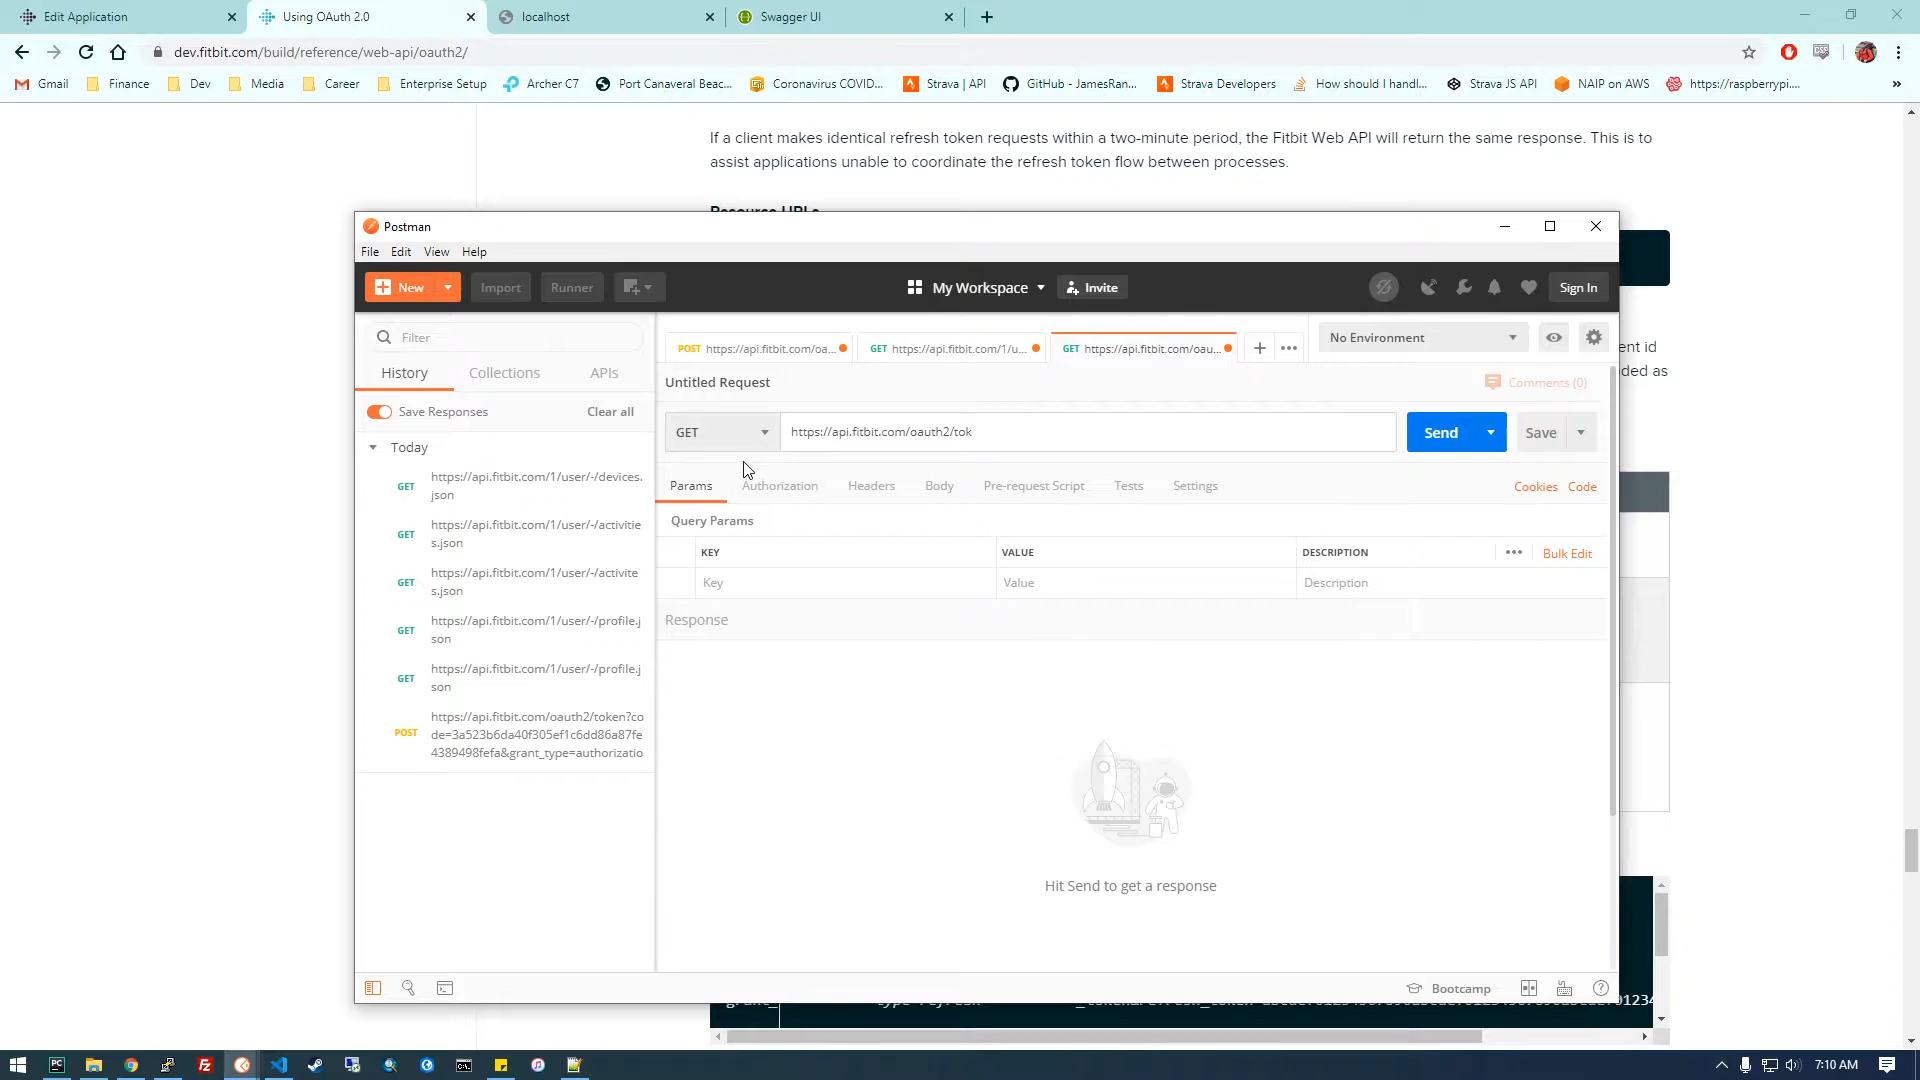 Edit Application
Using OAuth 2.0
localhost
Swagger UI
dev.fitbit.com/build/reference/web-api/oauth2/
Gmail
Finance
Dev
Media
Career
Enterprise Setup
Archer C7
Port Canaveral Beac...
Coronavirus COVID...
Strava | API
GitHub - JamesRan...
Strava Developers
How should I handl...
Strava JS API
NAIP on AWS
https://raspberrypi....
»
If a client makes identical refresh token requests within a two-minute period, the Fitbit Web API will return the same response. This is to
assist applications unable to coordinate the refresh token flow between processes.
Resource URLs
Postman
File Edit View Help
New
Import
Runner
My Workspace
Invite
Sign In
Filter
POST https://api.fitbit.com/oa...
GET https://api.fitbit.com/1/u...
GET https://api.fitbit.com/oau...
No Environment
ent id
ded as
History
Collections
APIs
Untitled Request
Comments (0)
Save Responses
Clear all
GET
https://api.fitbit.com/oauth2/tok
Send
Save
Today
GET https://api.fitbit.com/1/user/-/devices.
json
GET https://api.fitbit.com/1/user/-/activitie
s.json
GET https://api.fitbit.com/1/user/-/activite
s.json
GET https://api.fitbit.com/1/user/-/profile.j
son
GET https://api.fitbit.com/1/user/-/profile.j
son
POST https://api.fitbit.com/oauth2/token?co
de=3a523b6da40f305ef1c6dd86a87fe
4389498fefa&grant_type=authorizatio
Params
Authorization
Headers
Body
Pre-request Script
Tests
Settings
Cookies
Code
Query Params
KEY
VALUE
DESCRIPTION
Bulk Edit
Key
Value
Description
Response
Hit Send to get a response
Bootcamp
7:10 AM